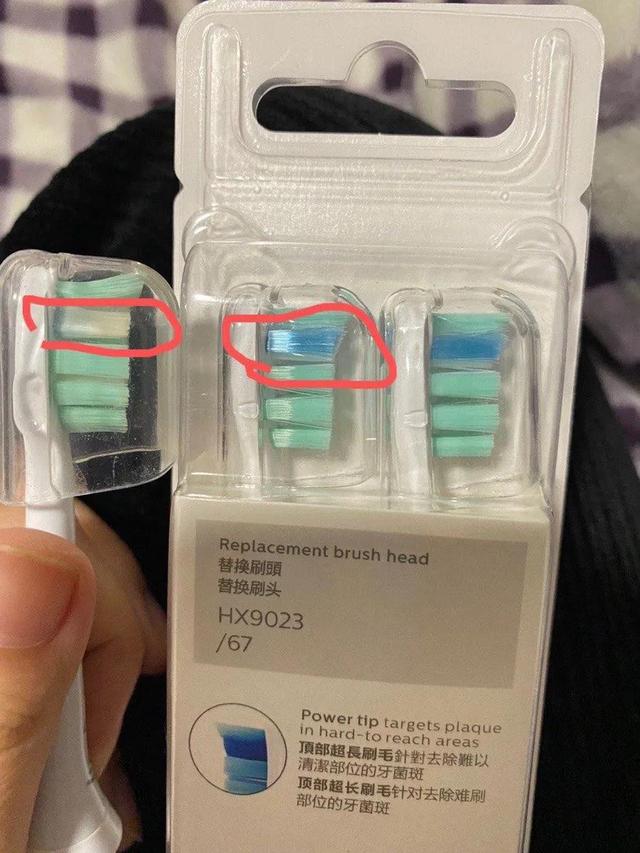 Replacement brush head
替換刷頭
替换刷头
HX9023
/67
Power tip targets plaque
in hard-to reach areas
頂部超長刷毛針對去除難以
清潔部位的牙菌斑
顶部超长刷毛针对去除难刷
部位的牙菌斑